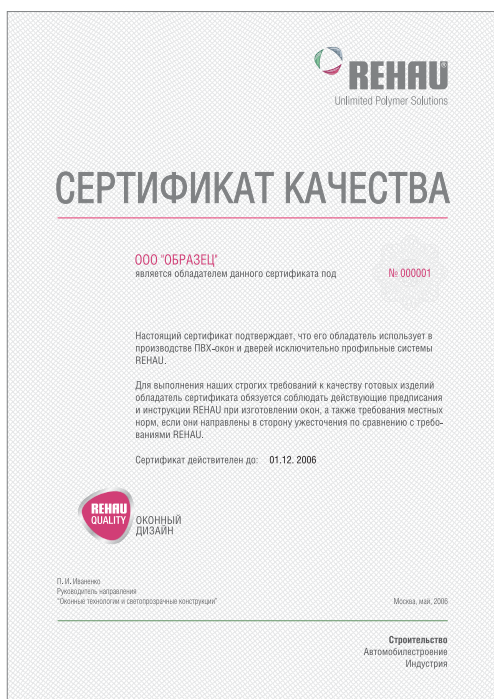 REHAU®
Unlimited Polymer Solutions
СЕРТИФИКАТ КАЧЕСТВА
ООО "ОБРАЗЕЦ"
является обладателем данного сертификата под № 000001
Настоящий сертификат подтверждает, что его обладатель использует в
производстве ПВХ-окон и дверей исключительно профильные системы
REHAU.
Для выполнения наших строгих требований к качеству готовых изделий
обладатель сертификата обязуется соблюдать действующие предписания
и инструкции REHAU при изготовлении окон, а также требования местных
норм, если они направлены в сторону ужесточения по сравнению с требо-
ваниями REHAU.
Сертификат действителен до: 01.12. 2006
REHAU
QUALITY
ОКОННЫЙ
ДИЗАЙН
П. И. Иваненко
Руководитель направления
"Оконные технологии и светопрозрачные конструкции"
Москва, май, 2006
Строительство
Автомобилестроение
Индустрия